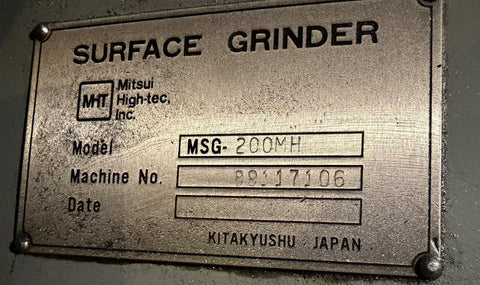 SURFACE GRINDER
MHT
Mitsui
High-tec,
Inc.
Model MSG-200MH
Machine No. 89117106
Date
KITAKYUSHU JAPAN